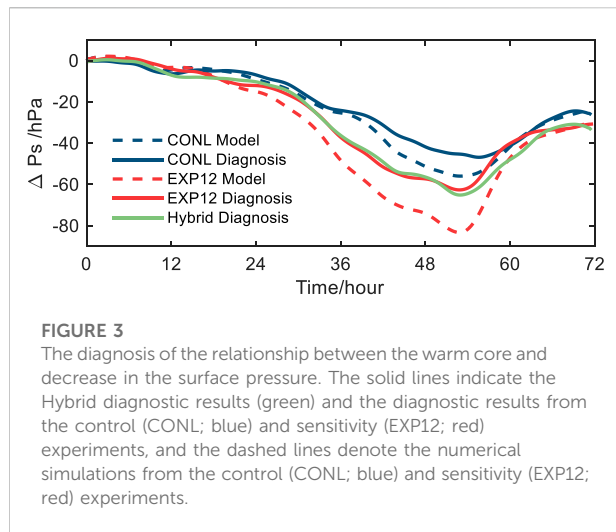 0
-20
-40
-60
-80
Δ Ps /hPa
CONL Model
CONL Diagnosis
EXP12 Model
EXP12 Diagnosis
Hybrid Diagnosis
0 12 24 36 48 60 72
Time/hour
FIGURE 3
The diagnosis of the relationship between the warm core and
decrease in the surface pressure. The solid lines indicate the
Hybrid diagnostic results (green) and the diagnostic results from
the control (CONL; blue) and sensitivity (EXP12; red)
experiments, and the dashed lines denote the numerical
simulations from the control (CONL; blue) and sensitivity (EXP12;
red) experiments.